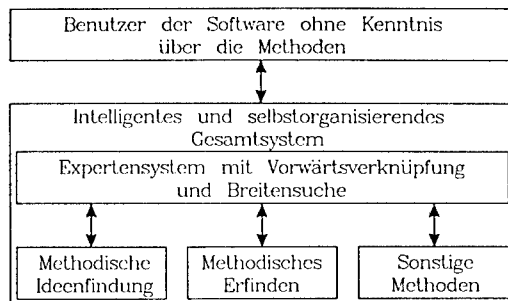 Benutzer der Software ohne Kenntnis
über die Methoden
Intelligentes und selbstorganisierendes
Gesamtsystem
Expertensystem mit Vorwärtsverknüpfung
und Breitensuche
Methodische
Ideenfindung
Methodisches
Erfinden
Sonstige
Methoden